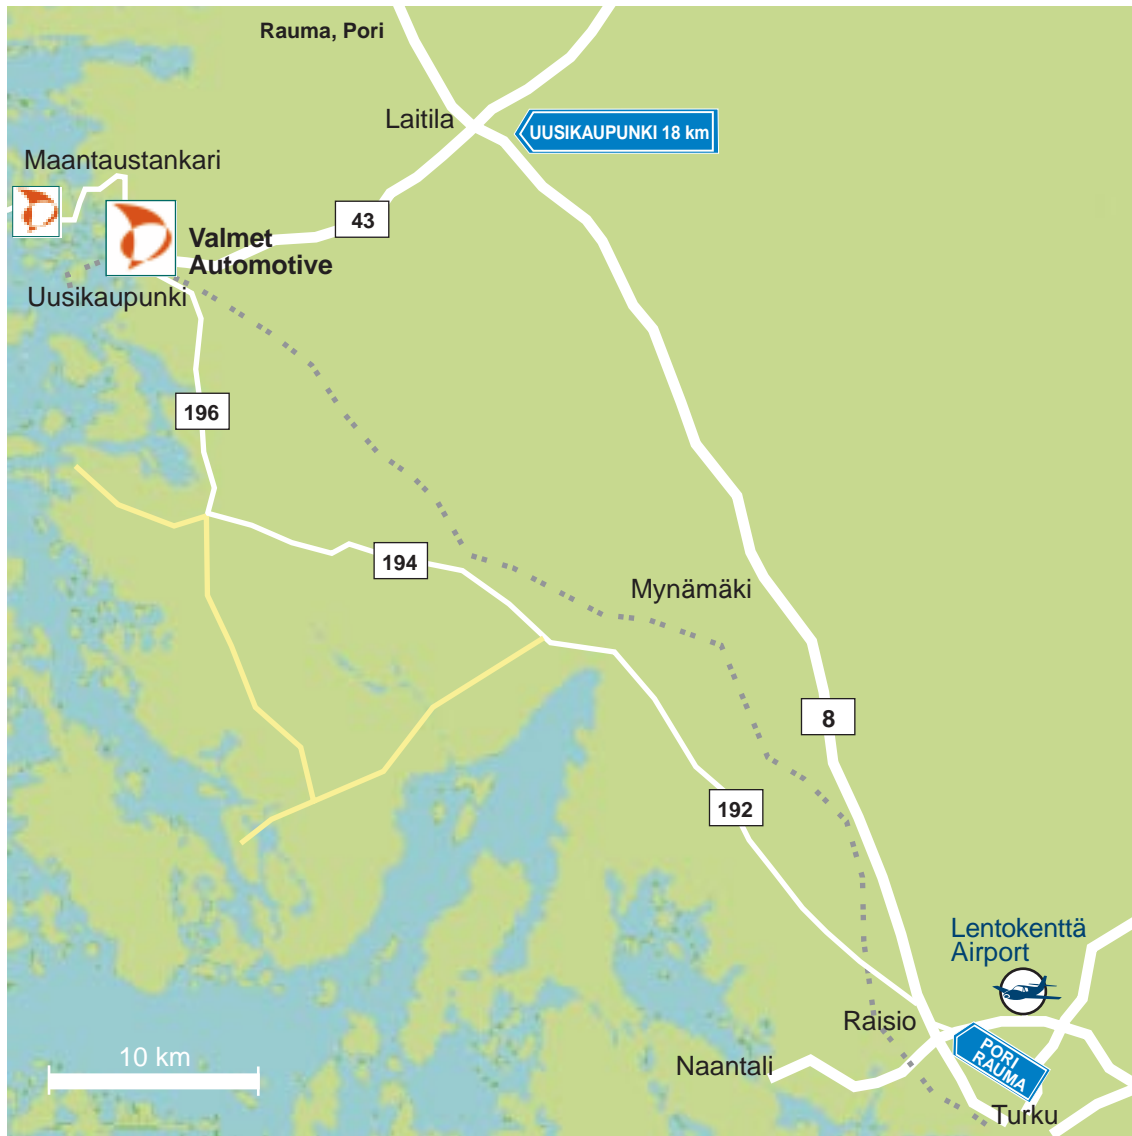 Rauma, Pori
Laitila
UUSIKAUPUNKI 18 km
Maantaustankari
43
Valmet
Automotive
Uusikaupunki
196
194
Mynämäki
8
192
Lentokenttä
Airport
Raisio
PORI
RAUMA
10 km
Naantali
Turku